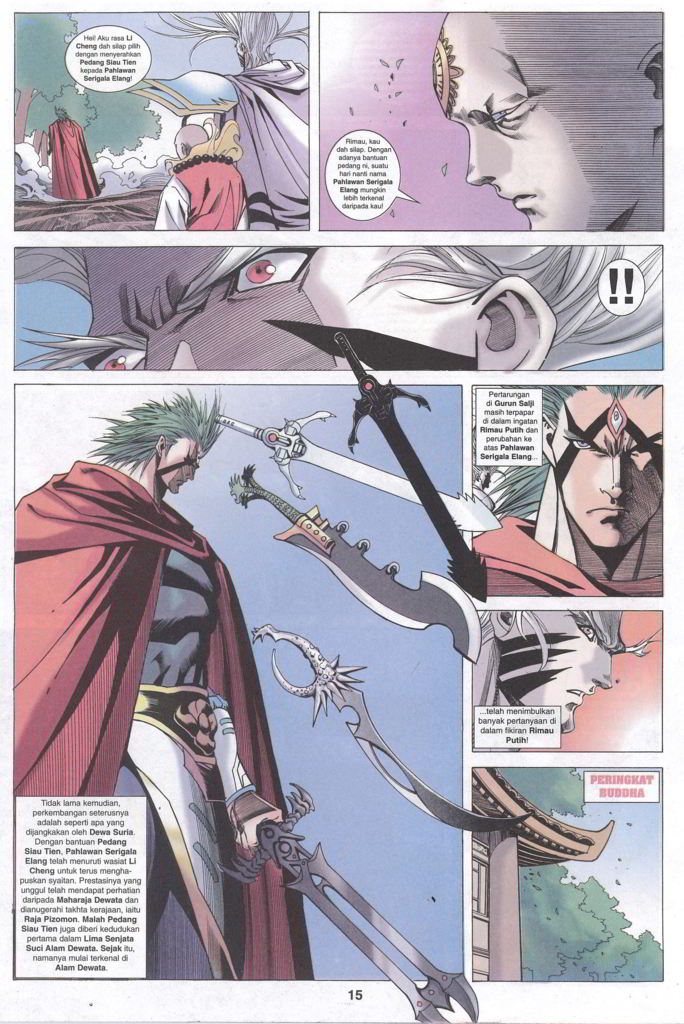 Hei! Aku rasa Li
Cheng dah silap pilih
dengan menyerahkan
Pedang Siau Tien
kepada Pahlawan
Serigala Elang!
Rimau, kau
dah silap. Dengan
adanya bantuan
pedang ni, suatu
hari nanti nama
Pahlawan Serigala
Elang mungkin
lebih terkenal
daripada kau!
!!
Pertarungan
di Gurun Salji
masih terpapar
di dalam ingatan
Rimau Putih dan
perubahan ke
atas Pahlawan
Serigala Elang...
...telah menimbulkan
banyak pertanyaan di
dalam fikiran Rimau
Putih!
Tidak lama kemudian,
perkembangan seterusnya
adalah seperti apa yang
dijangkakan oleh Dewa Suria.
Dengan bantuan Pedang
Siau Tien, Pahlawan Serigala
Elang telah menuruti wasiat Li
Cheng untuk terus mengha-
puskan syaitan. Prestasinya yang
unggul telah mendapat perhatian
daripada Maharaja Dewata dan
dianugerahi takhta kerajaan, iaitu
Raja Pizomon. Malah Pedang
Siau Tien juga diberi kedudukan
pertama dalam Lima Senjata
Suci Alam Dewata. Sejak itu,
namanya mulai terkenal di
Alam Dewata.
PERINGKAT
BUDDHA
15